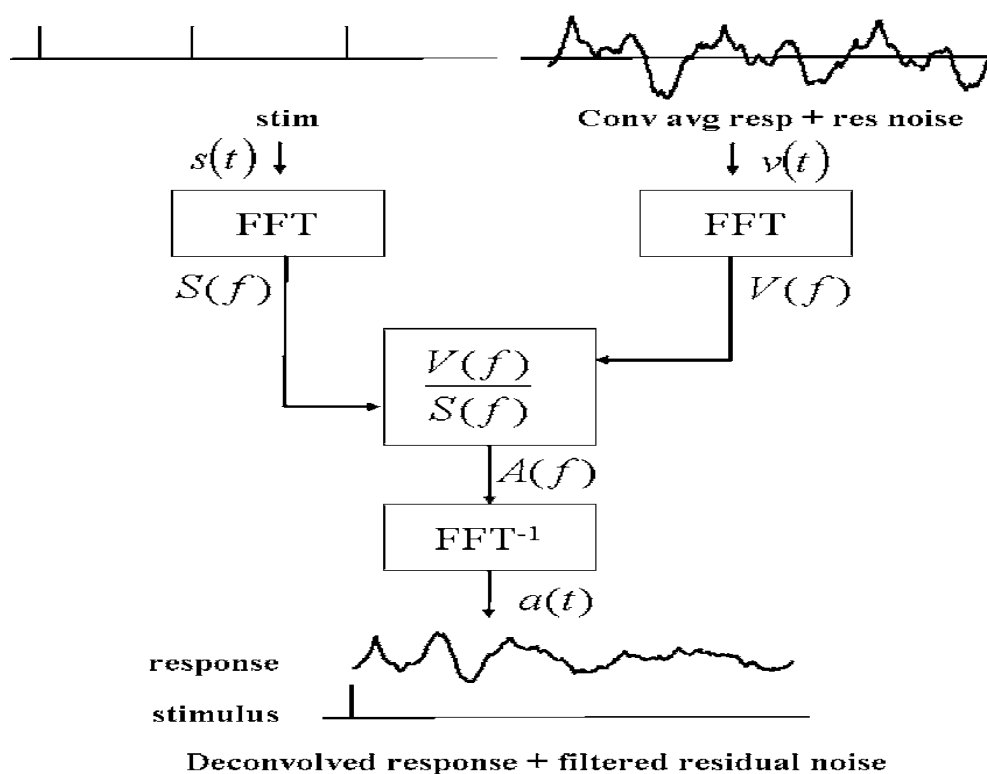 stim
Conv avg resp + res noise
s(t)
v(t)
FFT
FFT
S(f)
V(f)
V(f)
S(f)
A(f)
FFT-1
a(t)
response
stimulus
Deconvolved response + filtered residual noise